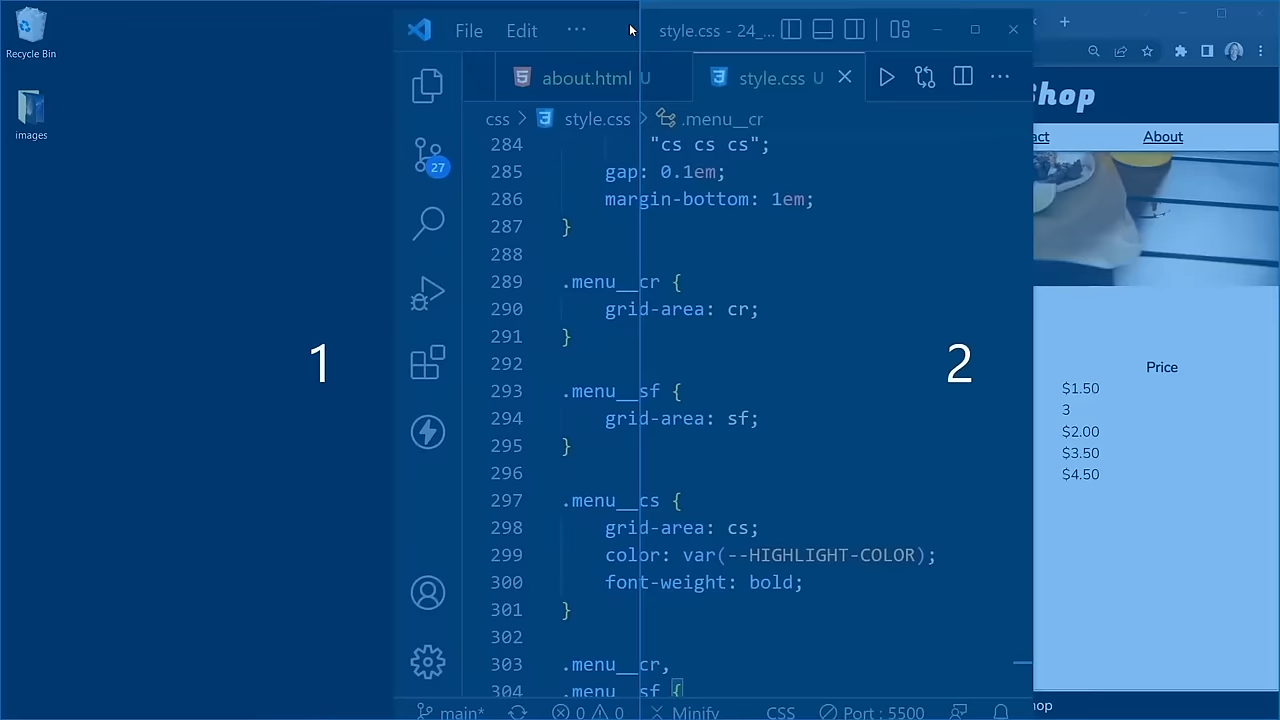 Recycle Bin
images
File Edit ···
style.css - 24_...
about.html U
style.css U
css > style.css > .menu__cr
284 "cs cs cs";
285 gap: 0.1em;
286 margin-bottom: 1em;
287 }
288
289 .menu__cr {
290 grid-area: cr;
291 }
292
293 .menu__sf {
294 grid-area: sf;
295 }
296
297 .menu__cs {
298 grid-area: cs;
299 color: var(--HIGHLIGHT-COLOR);
300 font-weight: bold;
301 }
302
303 .menu__cr,
304 .menu__sf {
27
main* 0 0 Minify CSS Port : 5500
1
2
Shop
act About
Price
$1.50
3
$2.00
$3.50
$4.50
hop